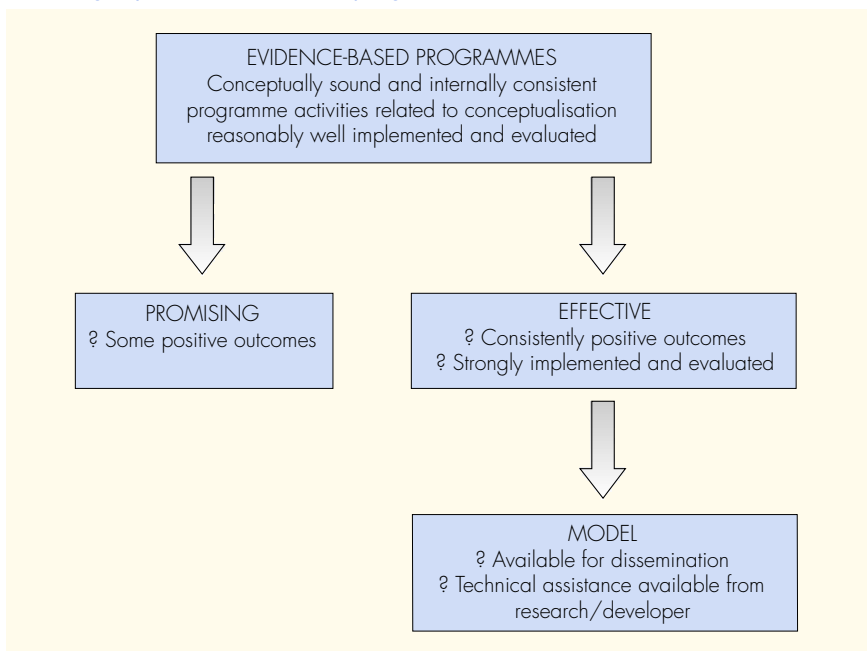 EVIDENCE-BASED PROGRAMMES
Conceptually sound and internally consistent
programme activities related to conceptualisation
reasonably well implemented and evaluated
PROMISING
? Some positive outcomes
EFFECTIVE
? Consistently positive outcomes
? Strongly implemented and evaluated
MODEL
? Available for dissemination
? Technical assistance available from
research/developer